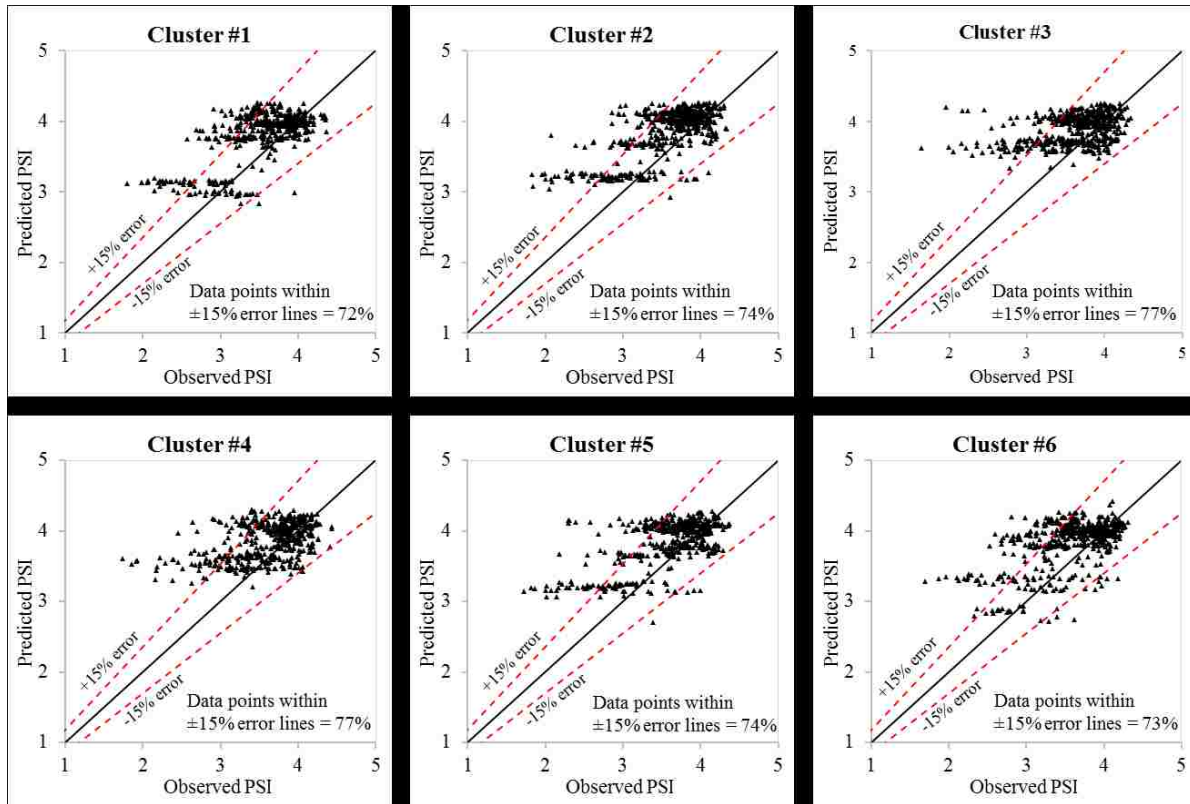 Cluster #1
5
4
3
2
1
Predicted PSI
+15% error
-15% error
Data points within
±15% error lines = 72%
1 2 3 4 5
Observed PSI
Cluster #2
5
4
3
2
1
Predicted PSI
+15% error
-15% error
Data points within
±15% error lines = 74%
1 2 3 4 5
Observed PSI
Cluster #3
5
4
3
2
1
Predicted PSI
+15% error
-15% error
Data points within
±15% error lines = 77%
1 2 3 4 5
Observed PSI
Cluster #4
5
4
3
2
1
Predicted PSI
+15% error
-15% error
Data points within
±15% error lines = 77%
1 2 3 4 5
Observed PSI
Cluster #5
5
4
3
2
1
Predicted PSI
+15% error
-15% error
Data points within
±15% error lines = 74%
1 2 3 4 5
Observed PSI
Cluster #6
5
4
3
2
1
Predicted PSI
+15% error
-15% error
Data points within
±15% error lines = 73%
1 2 3 4 5
Observed PSI